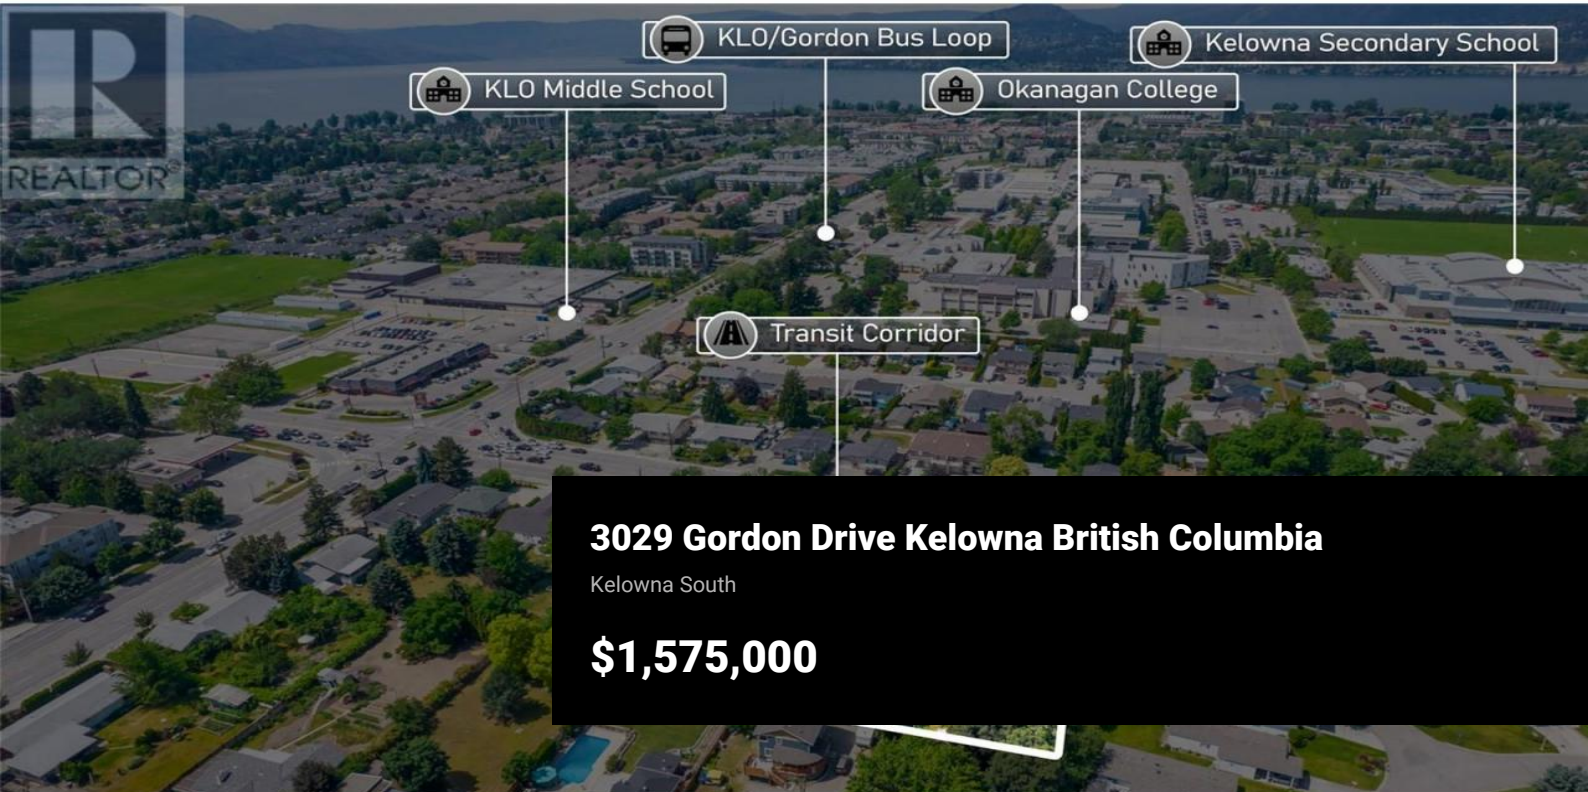 KLO/Gordon Bus Loop
Kelowna Secondary School
KLO Middle School
Okanagan College
R
REALTOR®
Transit Corridor
3029 Gordon Drive Kelowna British Columbia
Kelowna South
$1,575,000